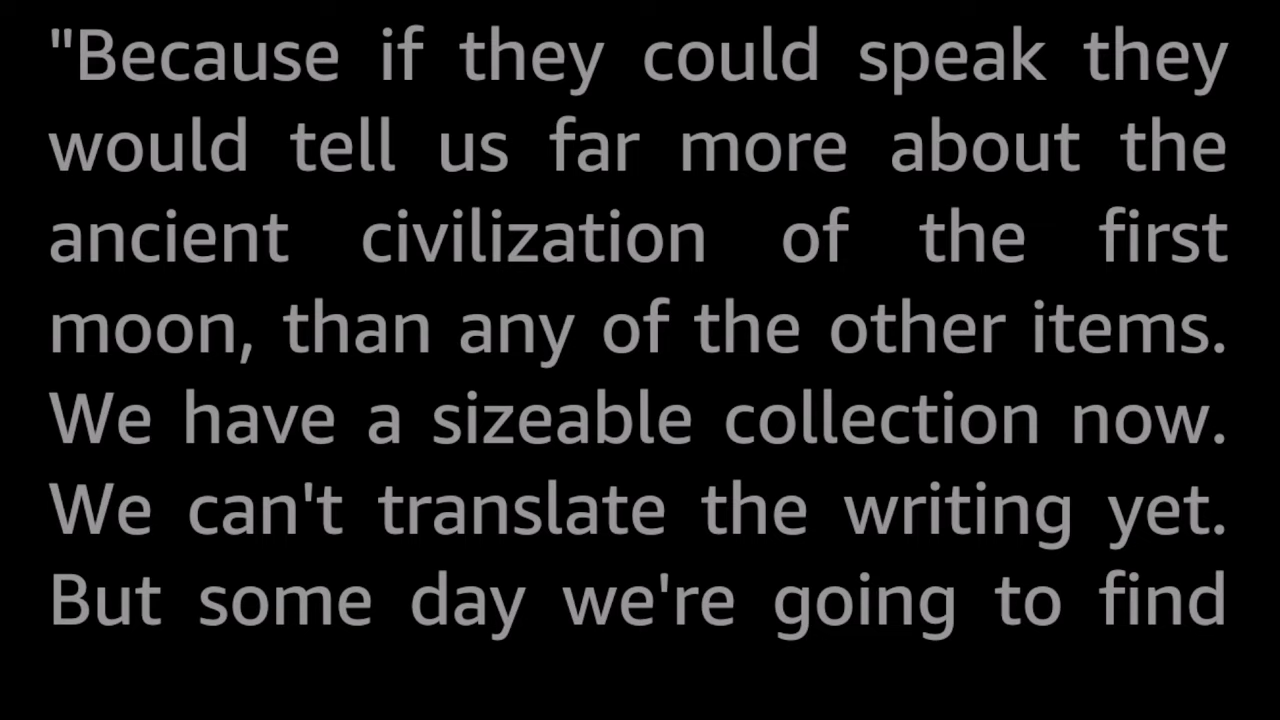 "Because if they could speak they
would tell us far more about the
ancient civilization of the first
moon, than any of the other items.
We have a sizeable collection now.
We can't translate the writing yet.
But some day we're going to find